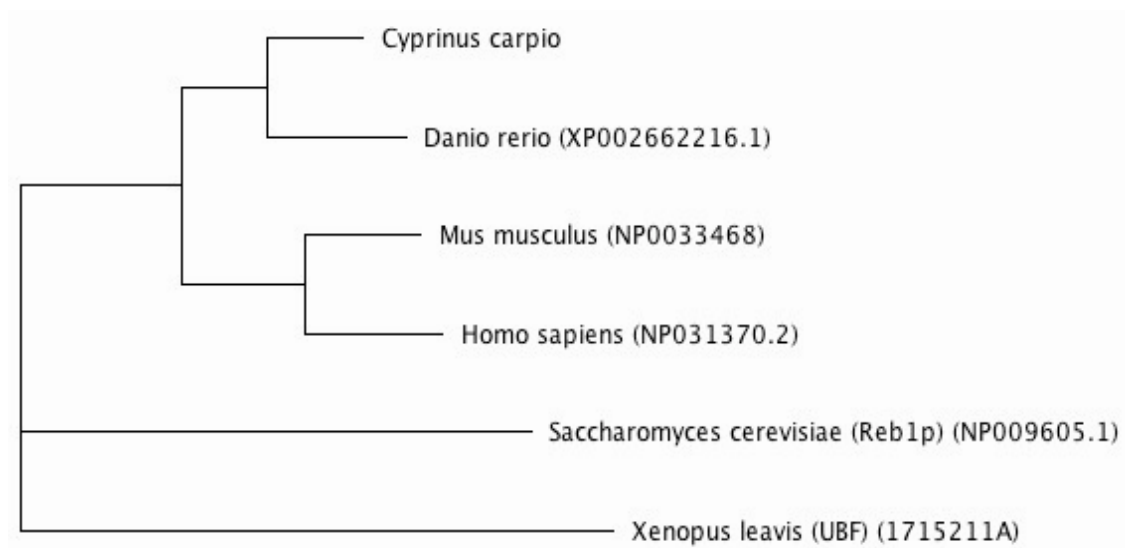 Cyprinus carpio
Danio rerio (XP002662216.1)
Mus musculus (NP0033468)
Homo sapiens (NP031370.2)
Saccharomyces cerevisiae (Reb1p) (NP009605.1)
Xenopus leavis (UBF) (1715211A)